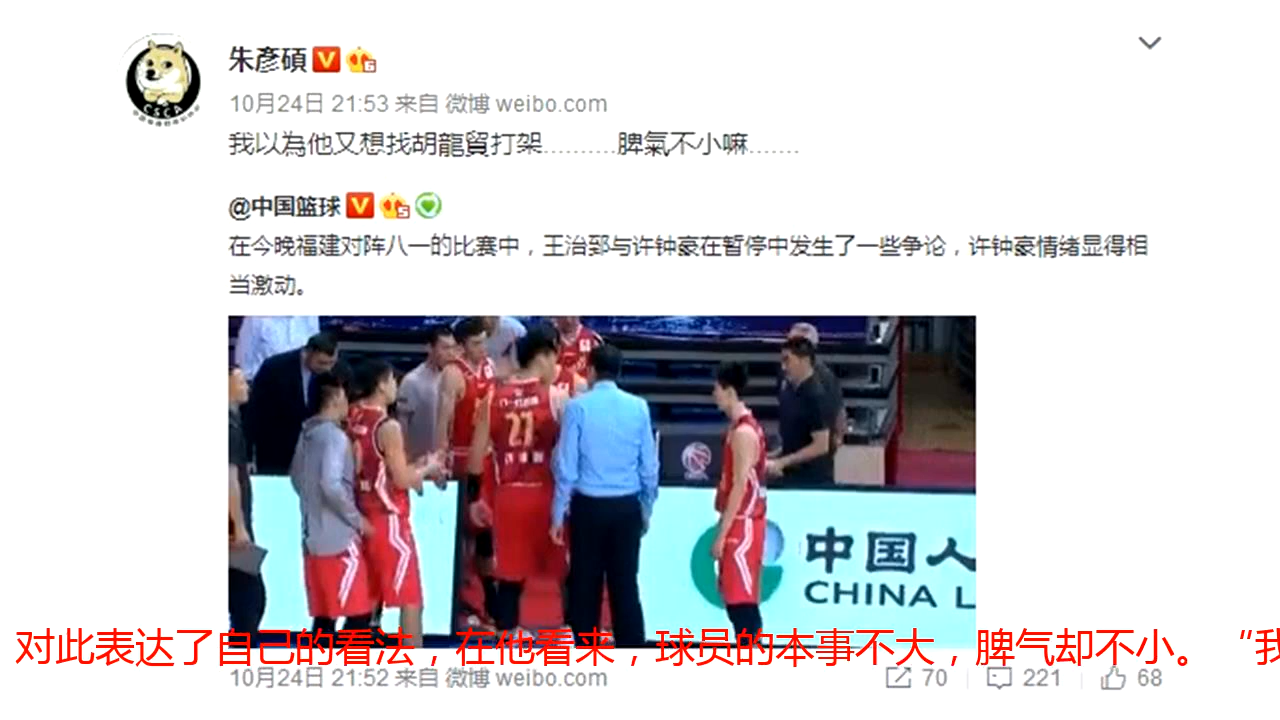 朱彥碩
10月24日 21:53 来自 微博 weibo.com
我以為他又想找胡龍貿打架..........脾氣不小嘛.......
@中国篮球
在今晚福建对阵八一的比赛中，王治郅与许钟豪在暂停中发生了一些争论，许钟豪情绪显得相
当激动。
27
中国人
CHINA L
对此表达了自己的看法，在他看来，球员的本事不大，脾气却不小。“我
10月24日 21:52 来自 微博 weibo.com
70 221 68